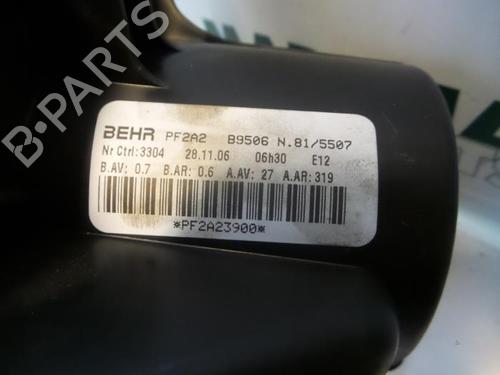 BEHR PF2A2 B9506 N.81/5507
Nr Ctrl:3304 28.11.06 06h30 E12
B.AV: 0.7 B.AR: 0.6 A.AV: 27 A.AR: 319
*PF2A23900*